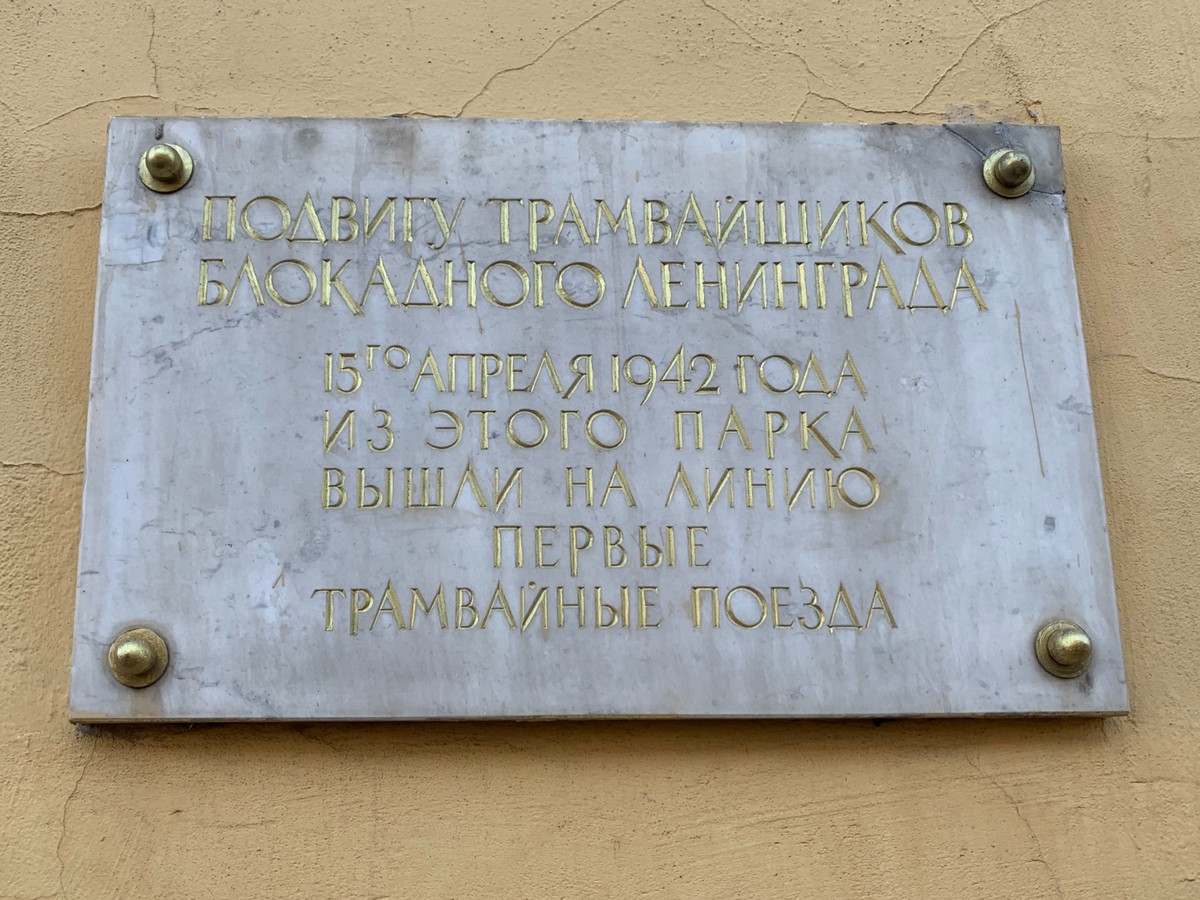 ПОДВИГУ ТРАМВАЙЩИКОВ
БЛОКАДНОГО ЛЕНИНГРАДА
15ГО АПРЕЛЯ 1942 ГОДА
ИЗ ЭТОГО ПАРКА
ВЫШЛИ НА ЛИНИЮ
ПЕРВЫЕ
ТРАМВАЙНЫЕ ПОЕЗДА